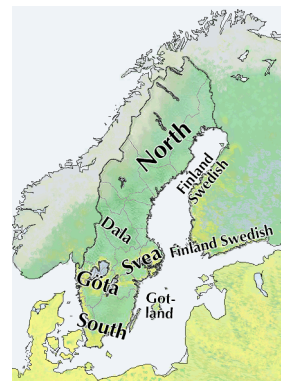 North
Finland
Swedish
Dala
Svea
Finland Swedish
Göta
Got-
land
South